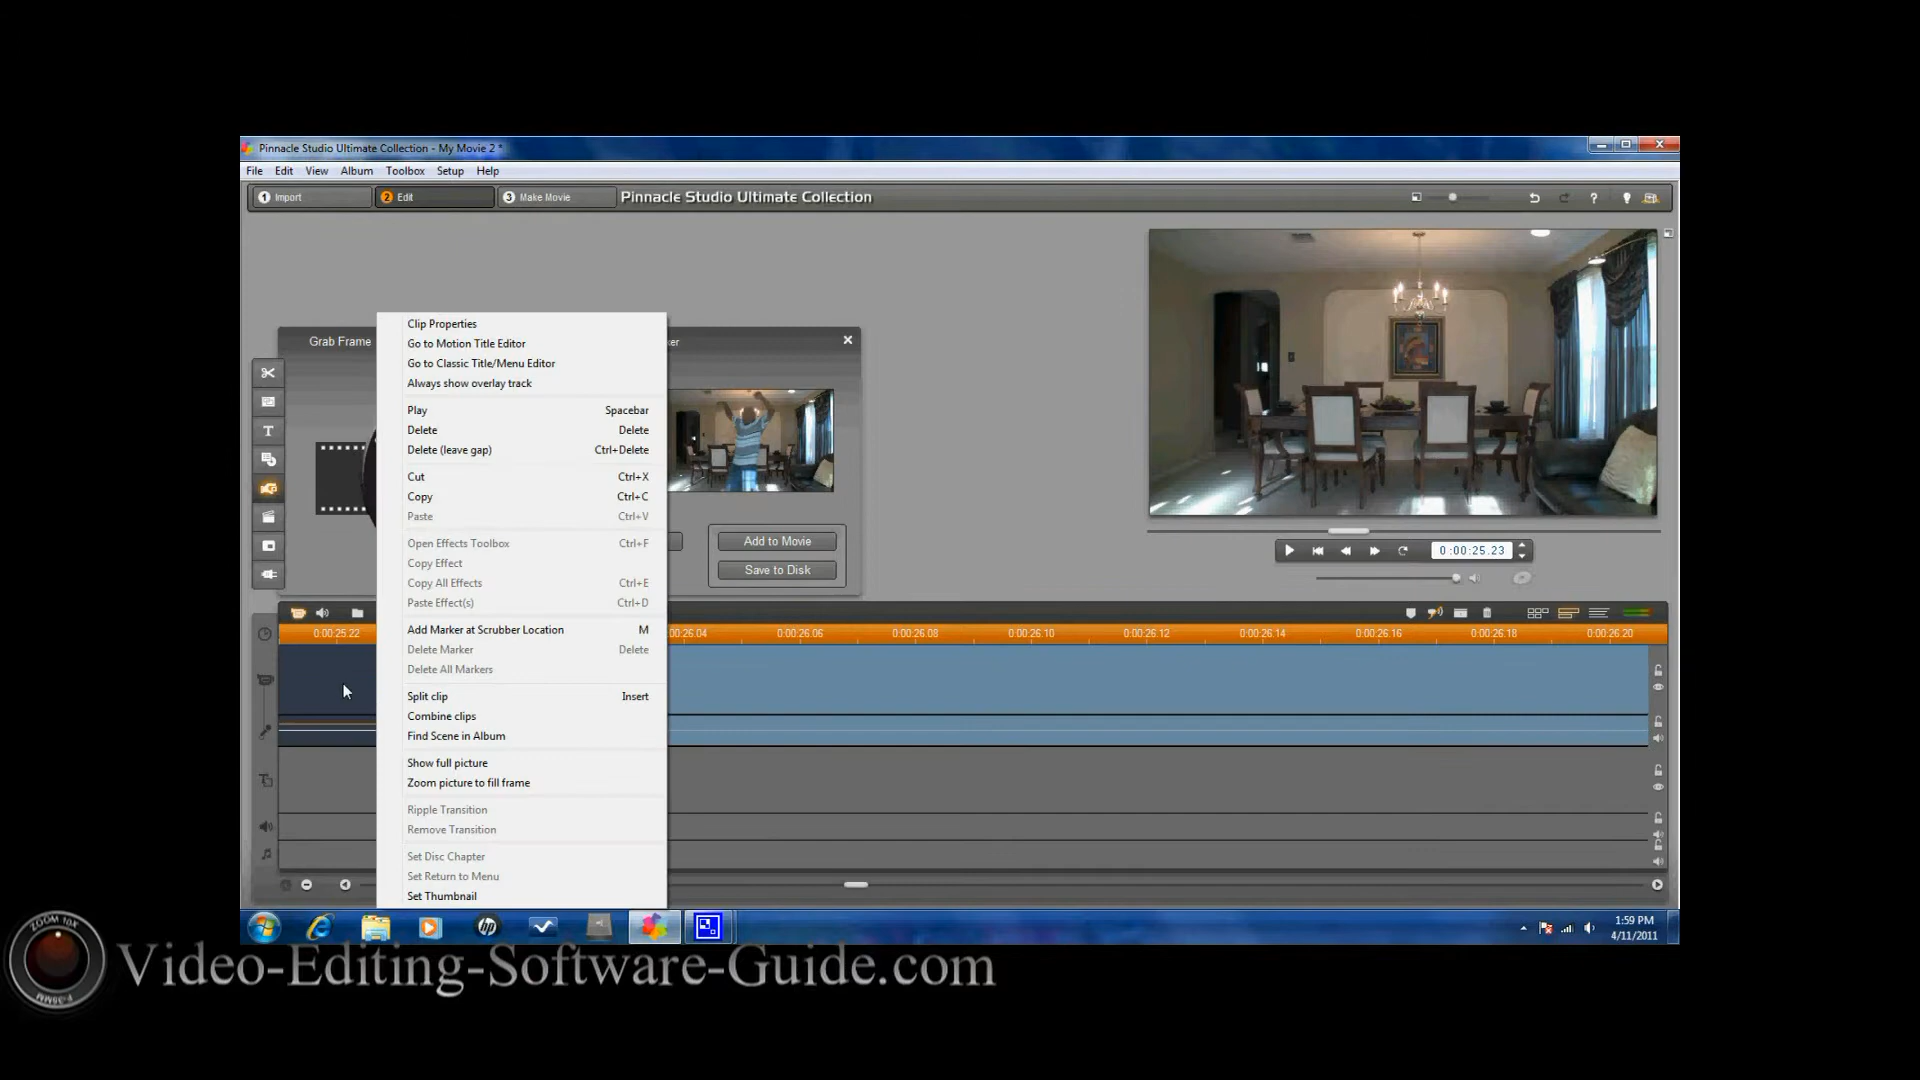 Pinnacle Studio Ultimate Collection - My Movie 2 *
File Edit View Album Toolbox Setup Help
1 Import 2 Edit 3 Make Movie Pinnacle Studio Ultimate Collection
Grab Frame
Clip Properties
Go to Motion Title Editor
Go to Classic Title/Menu Editor
Always show overlay track
Play Spacebar
Delete Delete
Delete (leave gap) Ctrl+Delete
Cut Ctrl+X
Copy Ctrl+C
Paste Ctrl+V
Open Effects Toolbox Ctrl+F
Copy Effect
Copy All Effects Ctrl+E
Paste Effect(s) Ctrl+D
Add Marker at Scrubber Location M
Delete Marker Delete
Delete All Markers
Split clip Insert
Combine clips
Find Scene in Album
Show full picture
Zoom picture to fill frame
Ripple Transition
Remove Transition
Set Disc Chapter
Set Return to Menu
Set Thumbnail
Add to Movie
Save to Disk
0:00:25.23
0:00:25.22 0:00:26.06 0:00:26.08 0:00:26.10 0:00:26.12 0:00:26.14 0:00:26.16 0:00:26.18 0:00:26.20
hp
1:59 PM
4/11/2011
ZOOM 10X
F-35MM
Video-Editing-Software-Guide.com